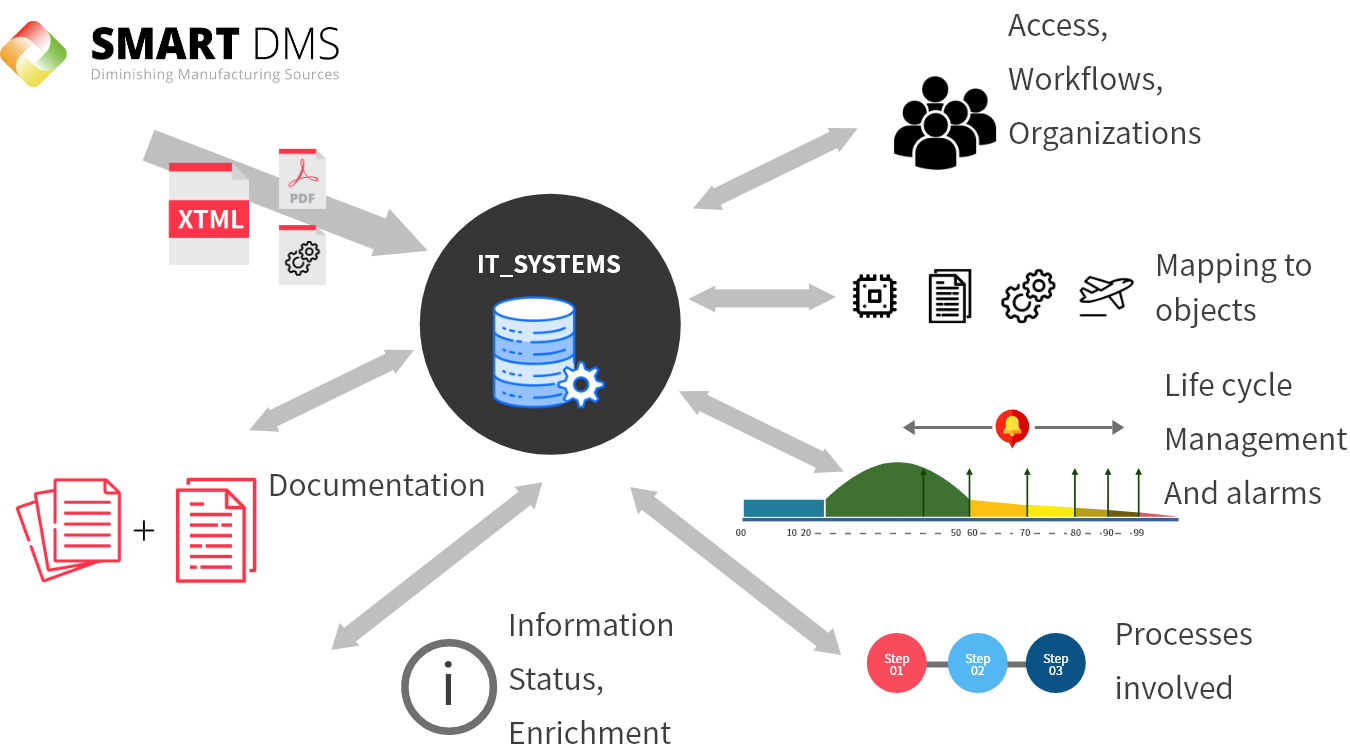 SMART DMS
Diminishing Manufacturing Sources
Access,
Workflows,
Organizations
XTML
PDF
IT_SYSTEMS
Mapping to
objects
Life cycle
Management
And alarms
00 10 20 50 60 70 80 -90 -99
Documentation
+
i
Information
Status,
Enrichment
Step
01
Step
02
Step
03
Processes
involved